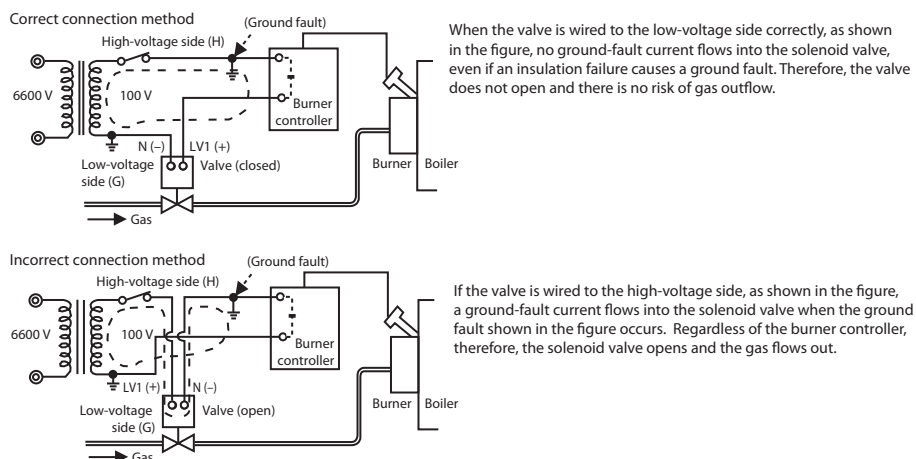 Correct connection method
(Ground fault)
High-voltage side (H)
6600 V
100 V
Burner
controller
N (–)
LV1 (+)
Low-voltage
side (G)
Valve (closed)
Burner
Boiler
Gas
When the valve is wired to the low-voltage side correctly, as shown
in the figure, no ground-fault current flows into the solenoid valve,
even if an insulation failure causes a ground fault. Therefore, the valve
does not open and there is no risk of gas outflow.
Incorrect connection method
(Ground fault)
High-voltage side (H)
6600 V
100 V
Burner
controller
LV1 (+)
N (–)
Low-voltage
side (G)
Valve (open)
Burner
Boiler
Gas
If the valve is wired to the high-voltage side, as shown in the figure,
a ground-fault current flows into the solenoid valve when the ground
fault shown in the figure occurs. Regardless of the burner controller,
therefore, the solenoid valve opens and the gas flows out.